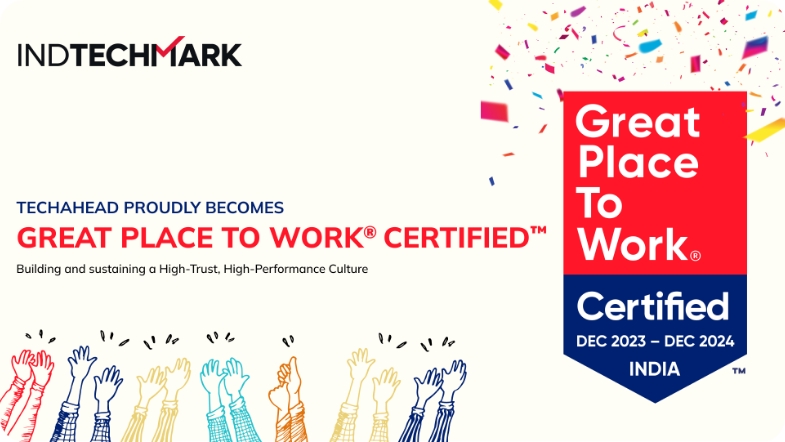 INDTECHMARK
TECHAHEAD PROUDLY BECOMES
GREAT PLACE TO WORK® CERTIFIED™
Building and sustaining a High-Trust, High-Performance Culture
Great
Place
To
Work®
Certified
DEC 2023 – DEC 2024
INDIA
™